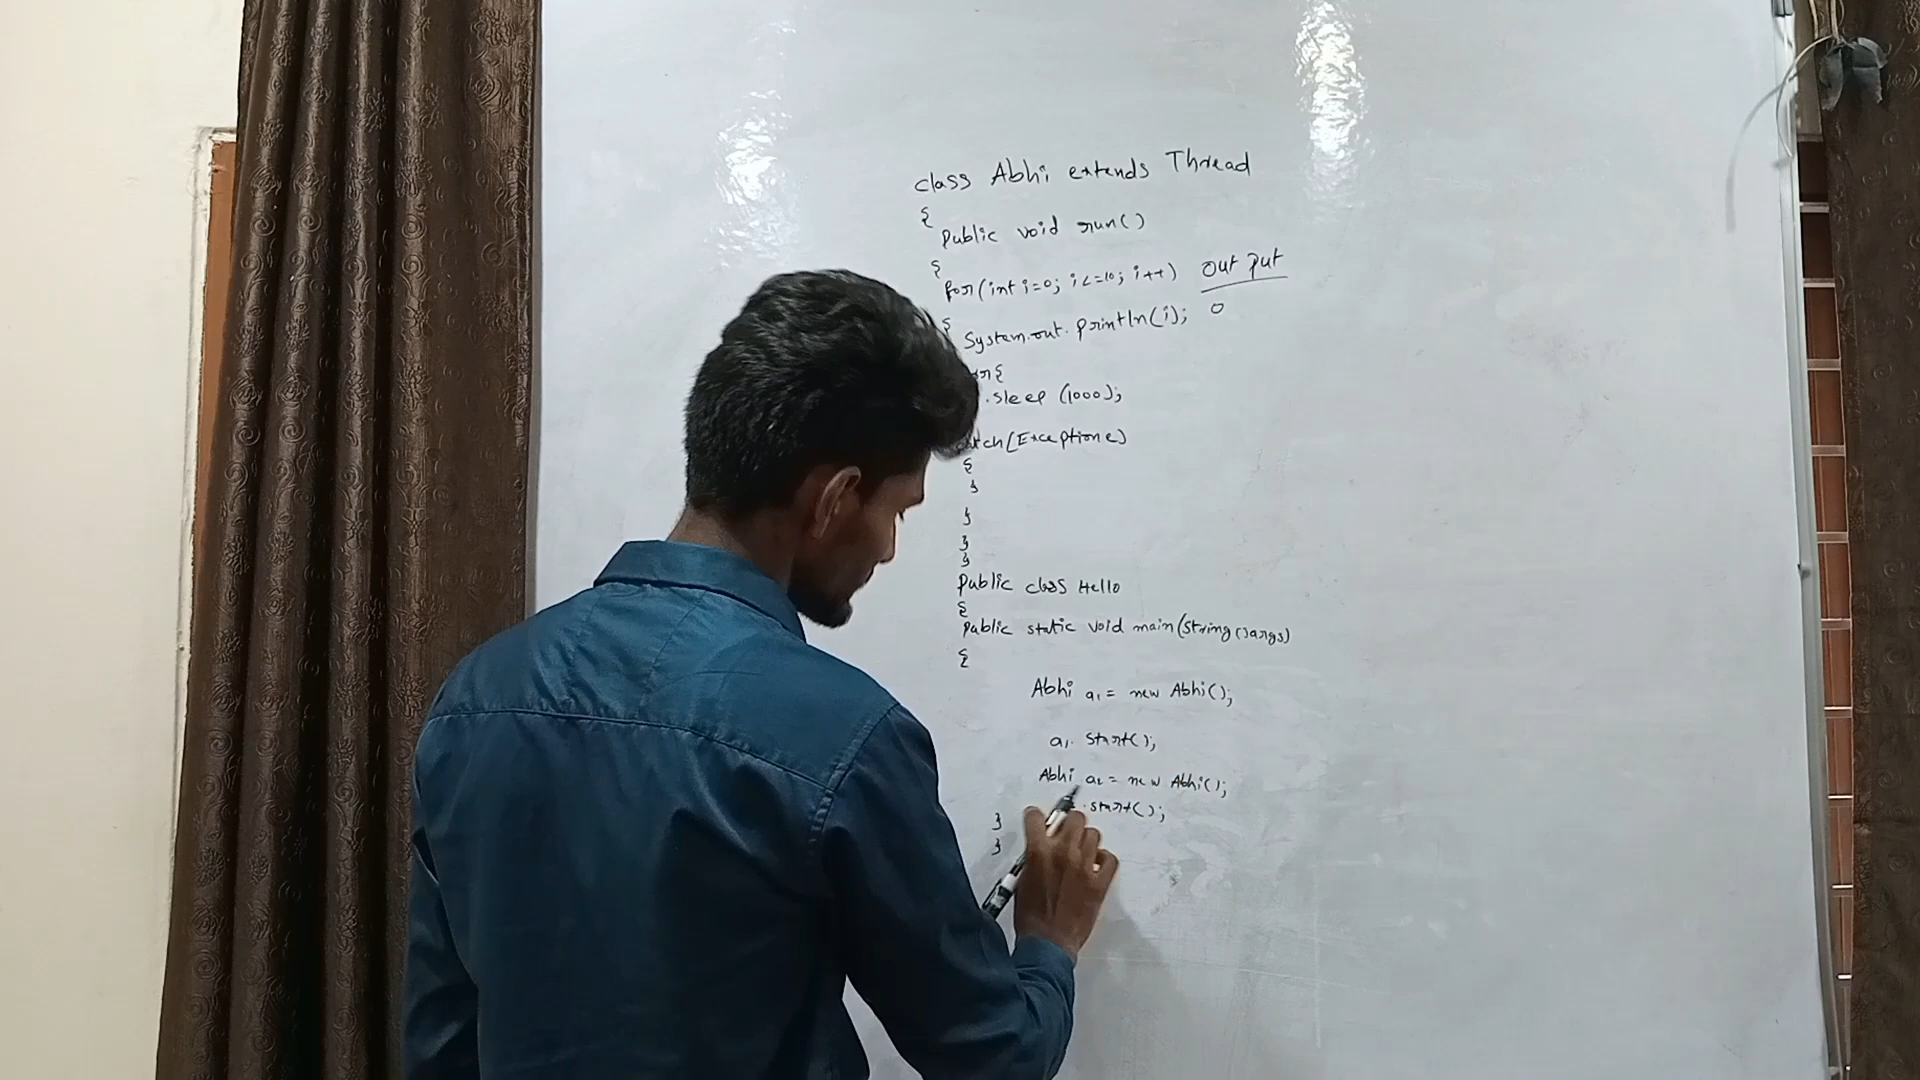 class Abhi extends Thread
{
Public void run()
{
for(int i=0; i<=10; i++)
out put
{
System.out.println(i);
0
{
.sleep (1000);
(Exception e)
{
}
}
}
}
Public class Hello
{
Public static void main(String []args)
{
Abhi a1 = new Abhi();
a1. Start();
Abhi a2 = new Abhi();
.start();
}
}